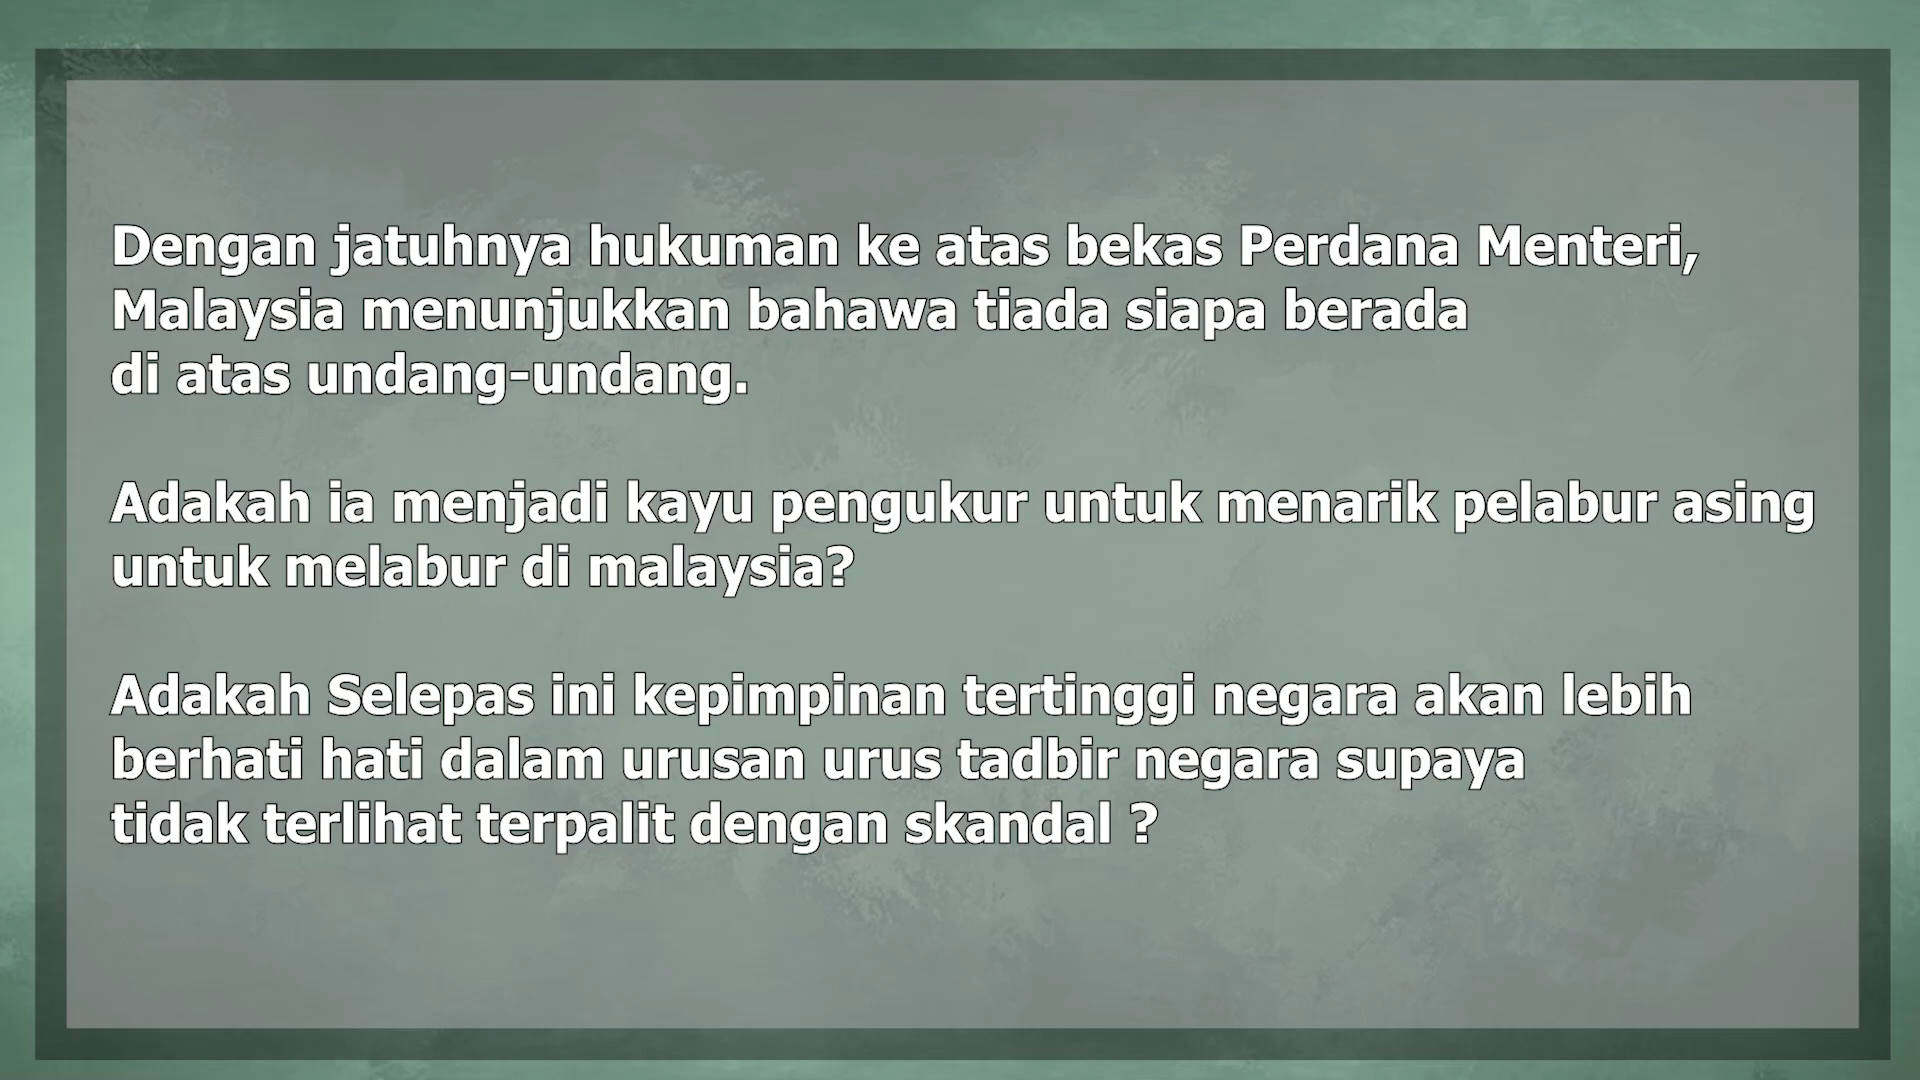 Dengan jatuhnya hukuman ke atas bekas Perdana Menteri,
Malaysia menunjukkan bahawa tiada siapa berada
di atas undang-undang.
Adakah ia menjadi kayu pengukur untuk menarik pelabur asing
untuk melabur di malaysia?
Adakah Selepas ini kepimpinan tertinggi negara akan lebih
berhati hati dalam urusan urus tadbir negara supaya
tidak terlihat terpalit dengan skandal ?